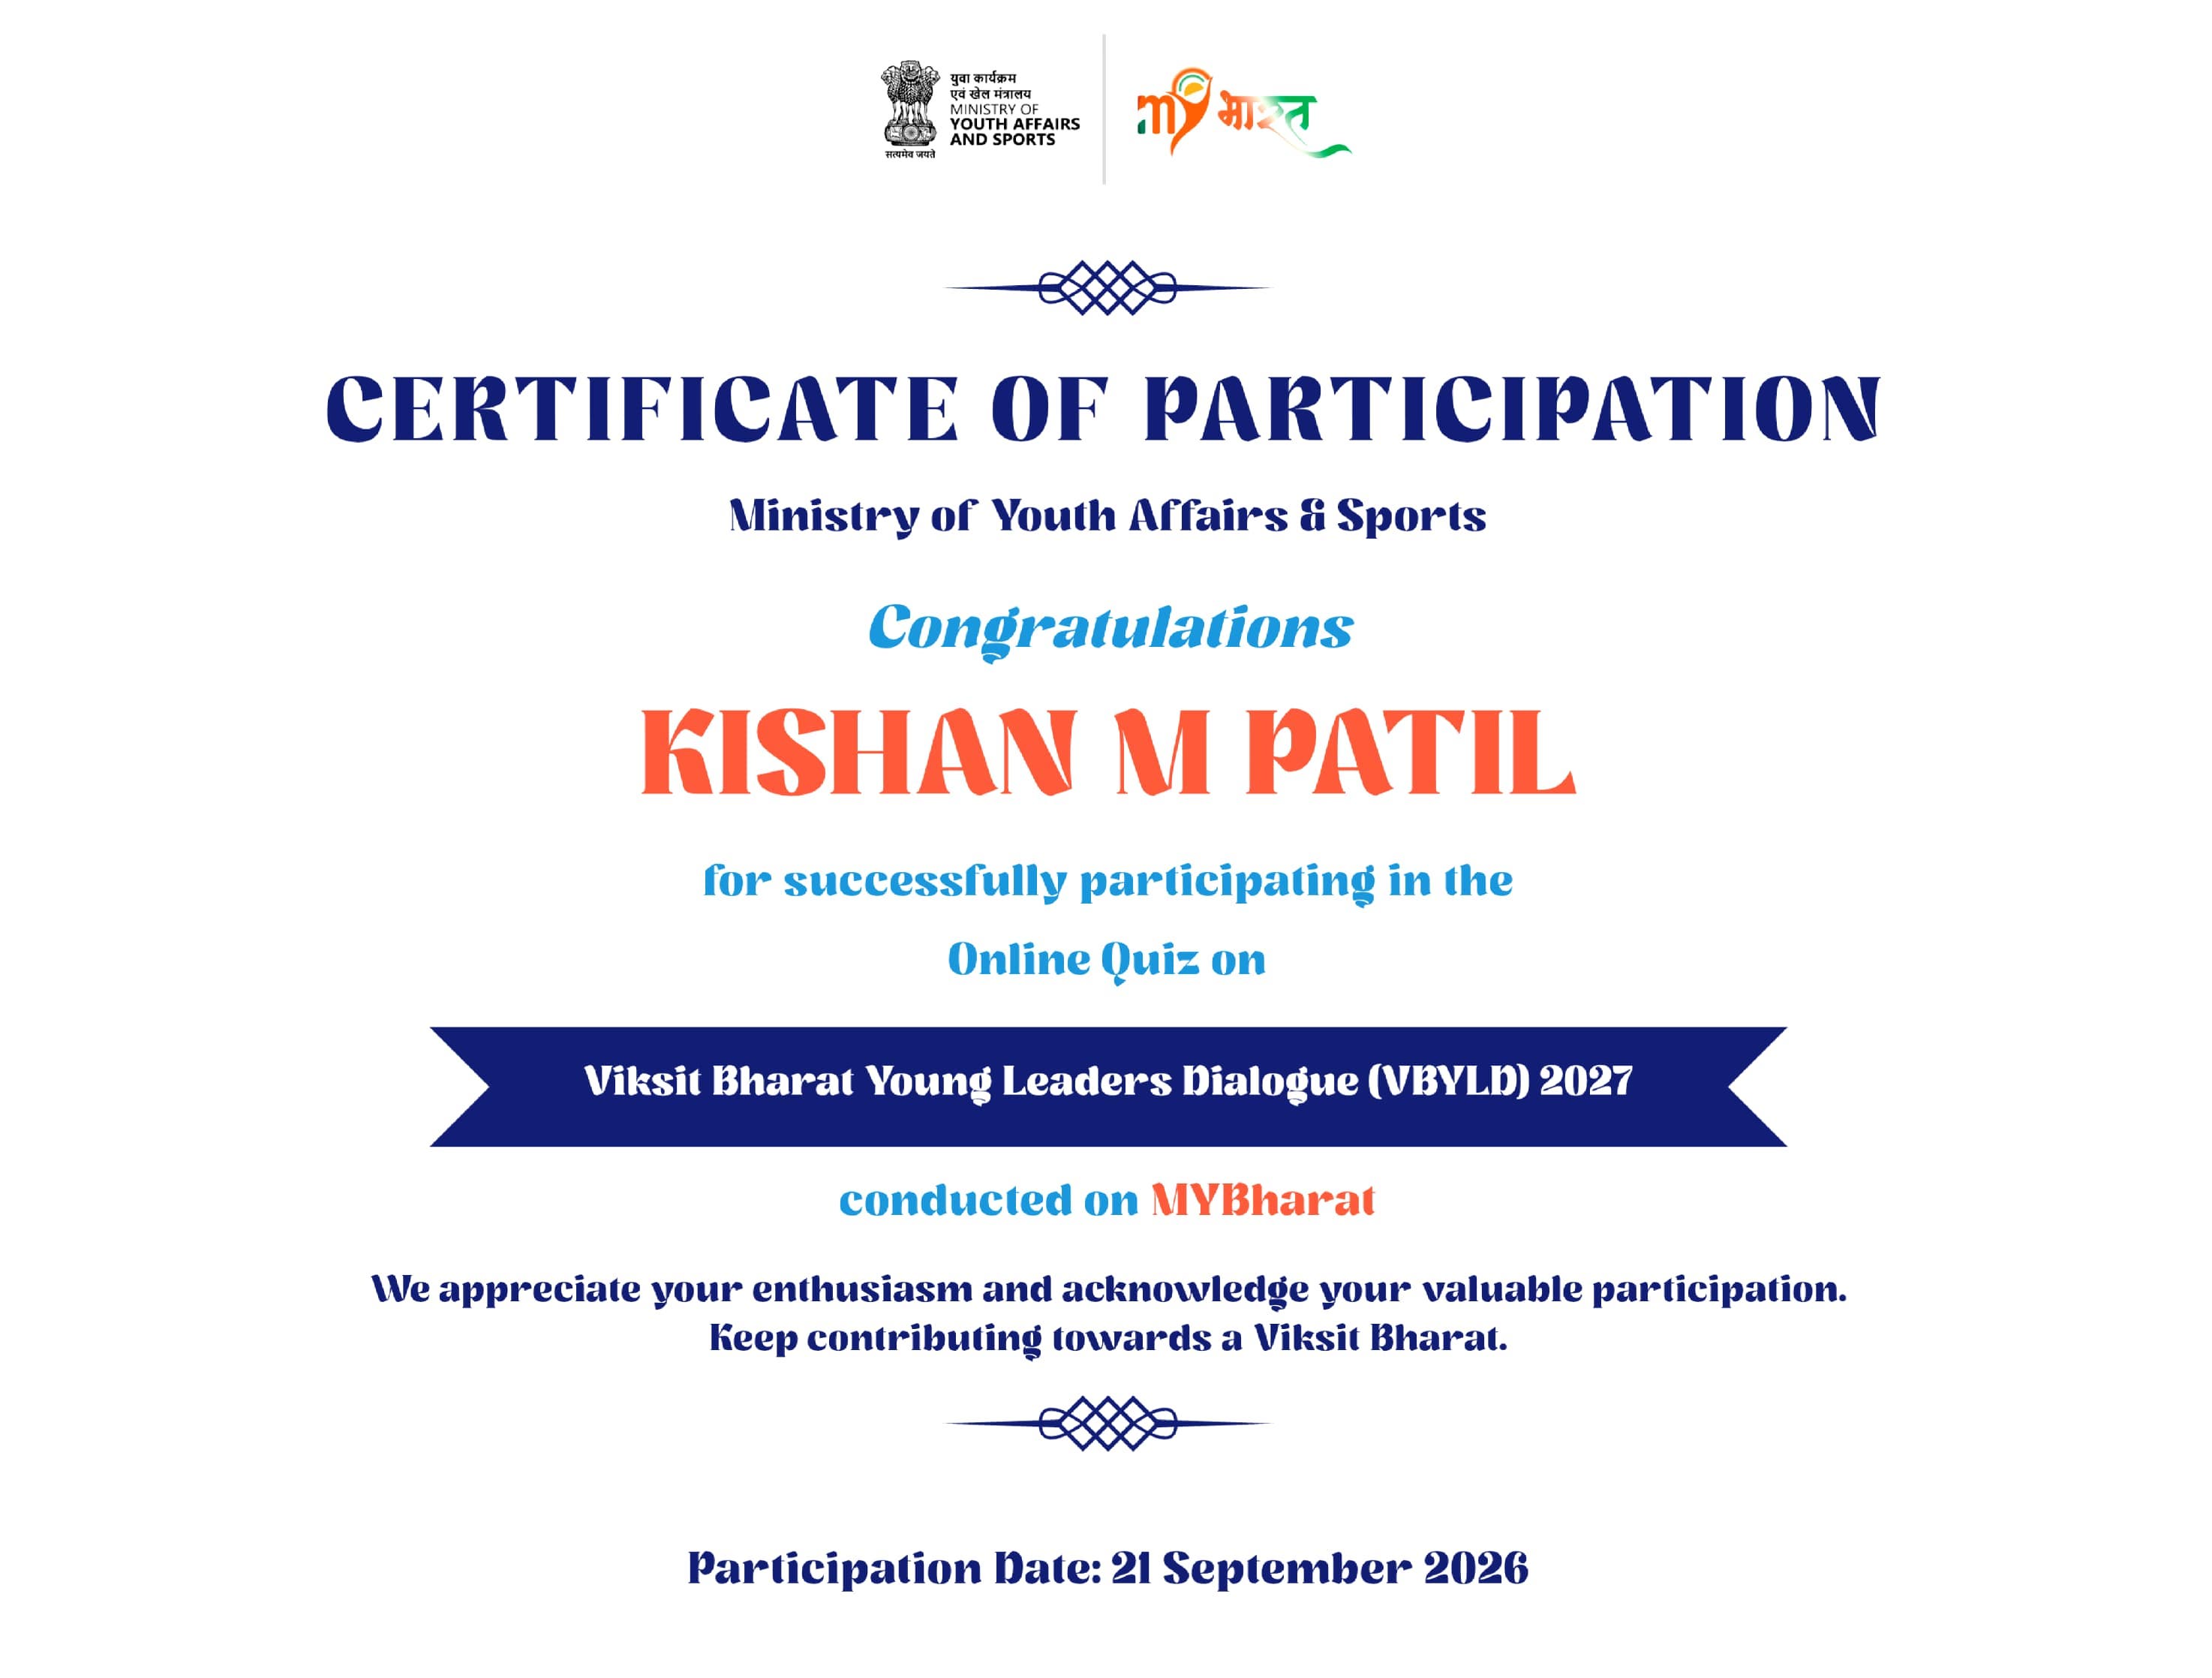 युवा कार्यक्रम
एवं खेल मंत्रालय
MINISTRY OF
YOUTH AFFAIRS
AND SPORTS
सत्यमेव जयते
my भारत
CERTIFICATE OF PARTICIPATION
Ministry of Youth Affairs & Sports
Congratulations
KISHAN M PATIL
for successfully participating in the
Online Quiz on
Viksit Bharat Young Leaders Dialogue (VBYLD) 2027
conducted on MYBharat
We appreciate your enthusiasm and acknowledge your valuable participation.
Keep contributing towards a Viksit Bharat.
Participation Date: 21 September 2026